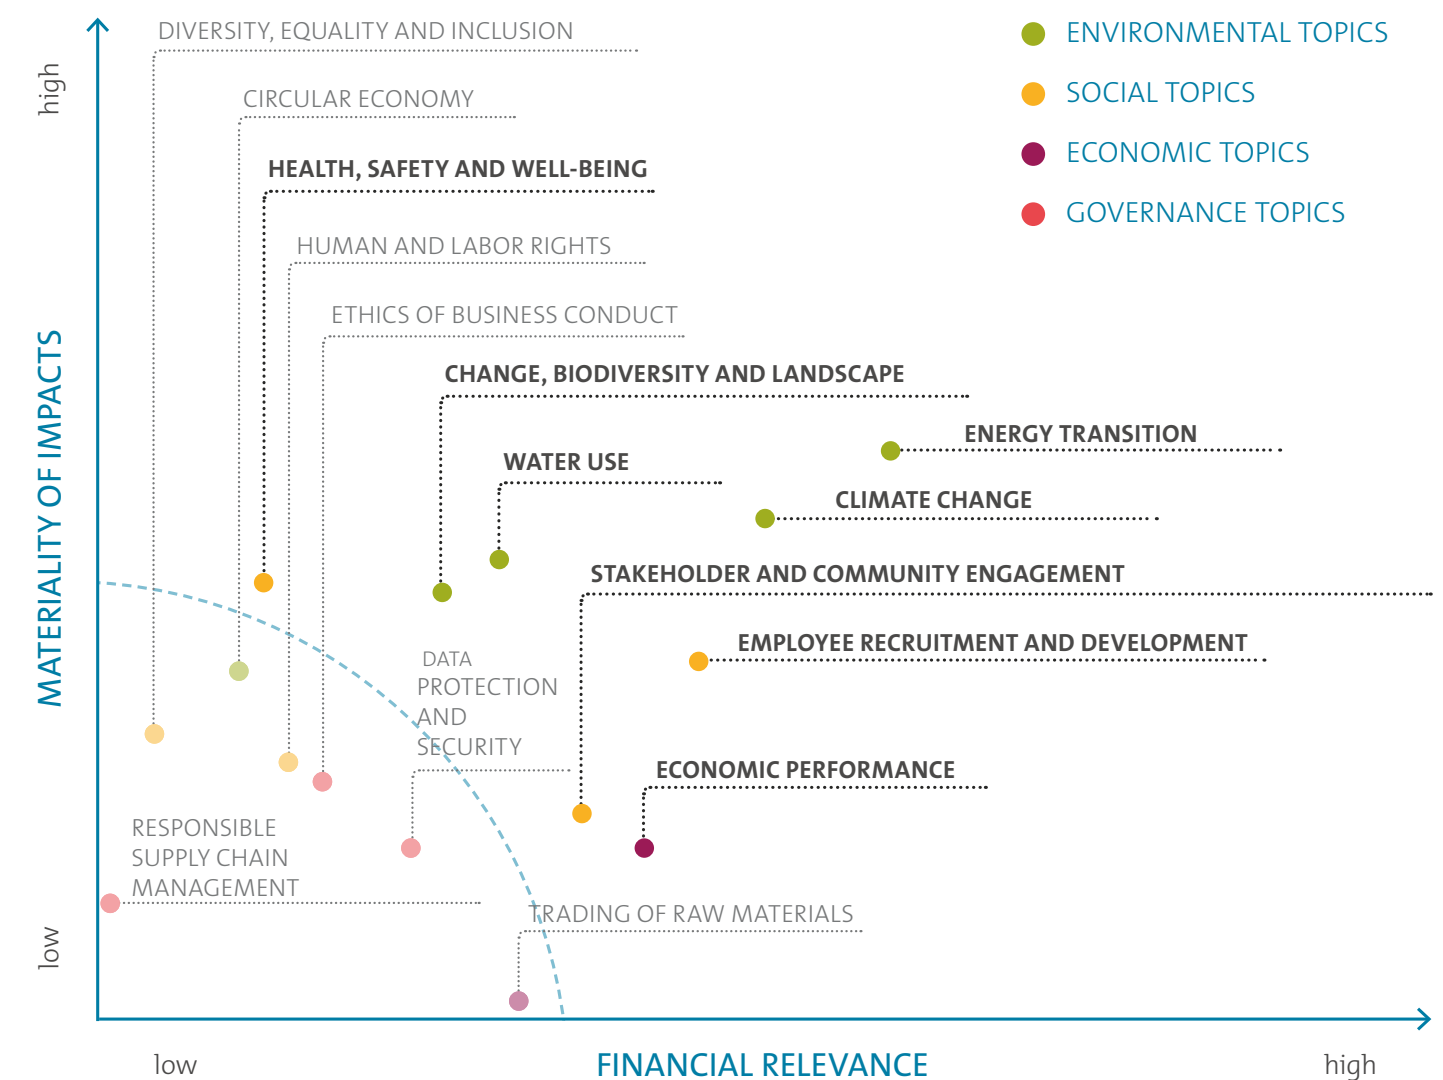 DIVERSITY, EQUALITY AND INCLUSION
ENVIRONMENTAL TOPICS
high
CIRCULAR ECONOMY
SOCIAL TOPICS
HEALTH, SAFETY AND WELL-BEING
ECONOMIC TOPICS
HUMAN AND LABOR RIGHTS
GOVERNANCE TOPICS
ETHICS OF BUSINESS CONDUCT
CHANGE, BIODIVERSITY AND LANDSCAPE
ENERGY TRANSITION
WATER USE
CLIMATE CHANGE
MATERIALITY OF IMPACTS
STAKEHOLDER AND COMMUNITY ENGAGEMENT
EMPLOYEE RECRUITMENT AND DEVELOPMENT
DATA
PROTECTION
AND
SECURITY
ECONOMIC PERFORMANCE
RESPONSIBLE
SUPPLY CHAIN
MANAGEMENT
TRADING OF RAW MATERIALS
low
low
FINANCIAL RELEVANCE
high